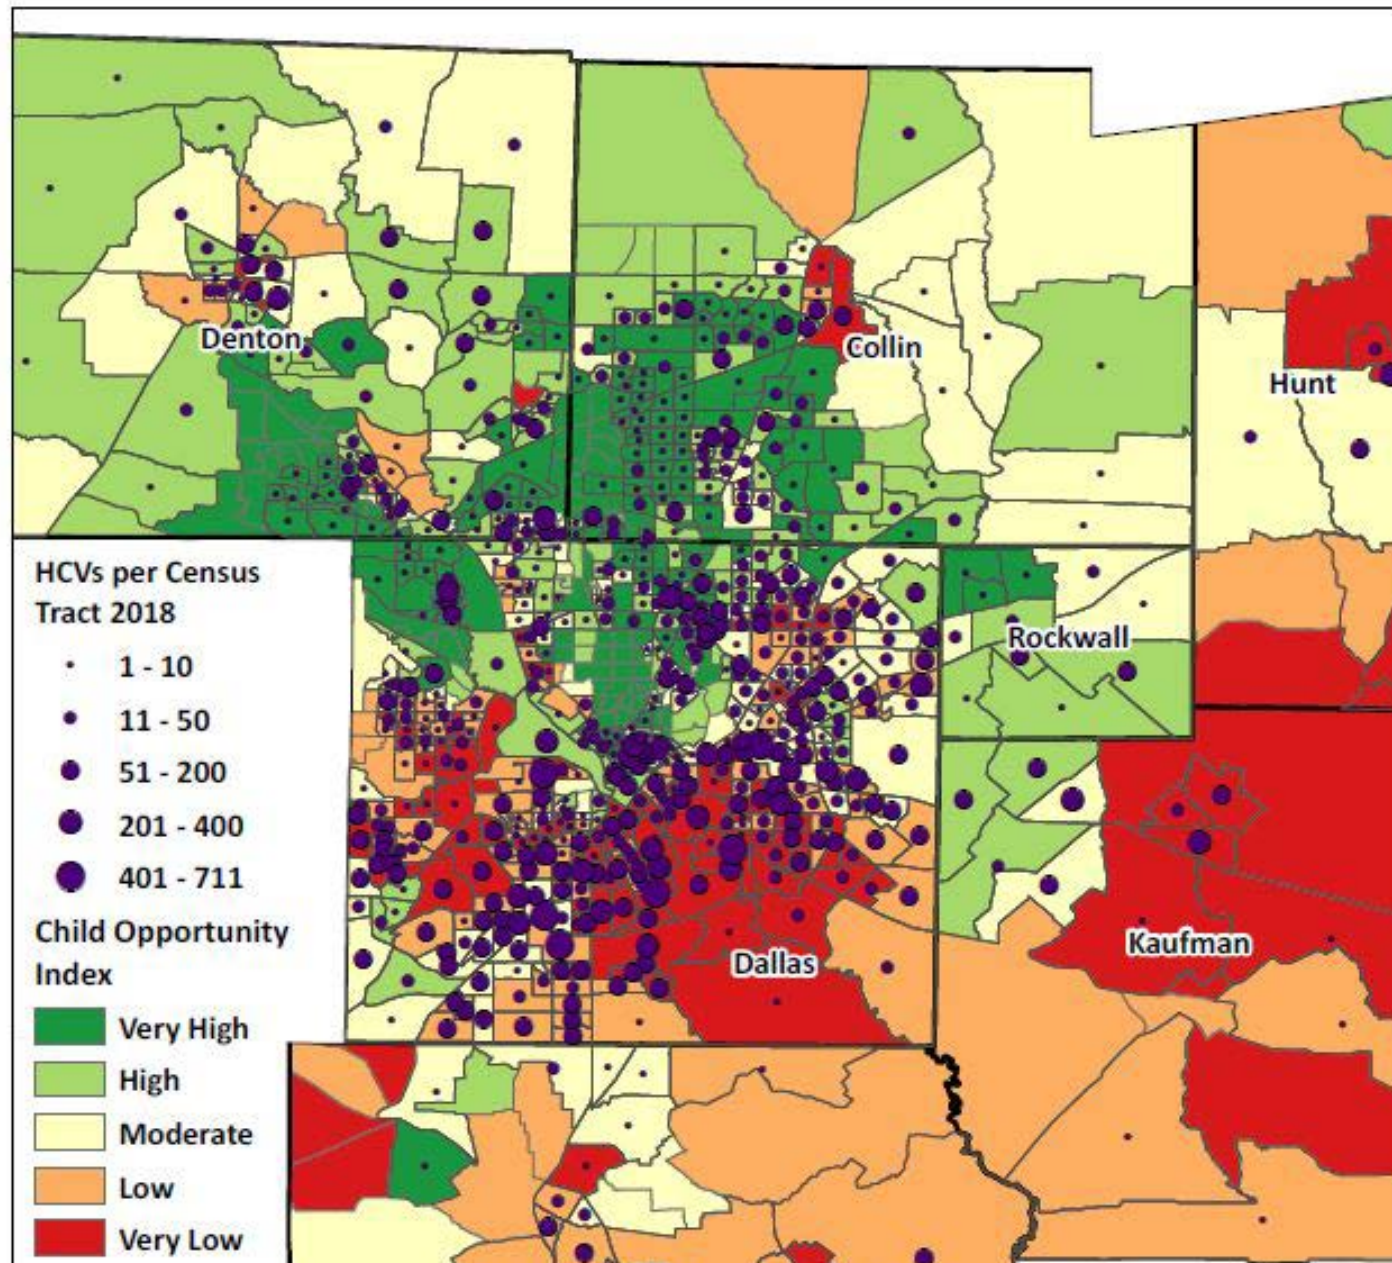 Denton
Collin
Hunt
HCVs per Census
Tract 2018
1 - 10
11 - 50
51 - 200
201 - 400
401 - 711
Rockwall
Child Opportunity
Index
Kaufman
Dallas
Very High
High
Moderate
Low
Very Low